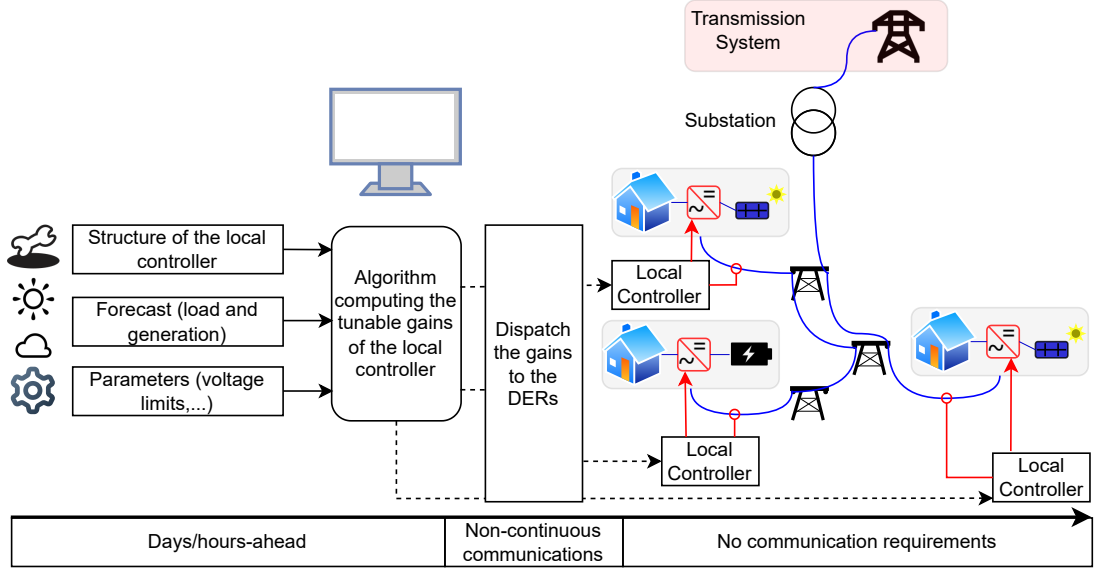 Transmission
System
Substation
Structure of the local
controller
Forecast (load and
generation)
Parameters (voltage
limits,...)
Algorithm
computing the
tunable gains
of the local
controller
Dispatch
the gains
to the
DERs
Local
Controller
Local
Controller
Local
Controller
Days/hours-ahead
Non-continuous
communications
No communication requirements